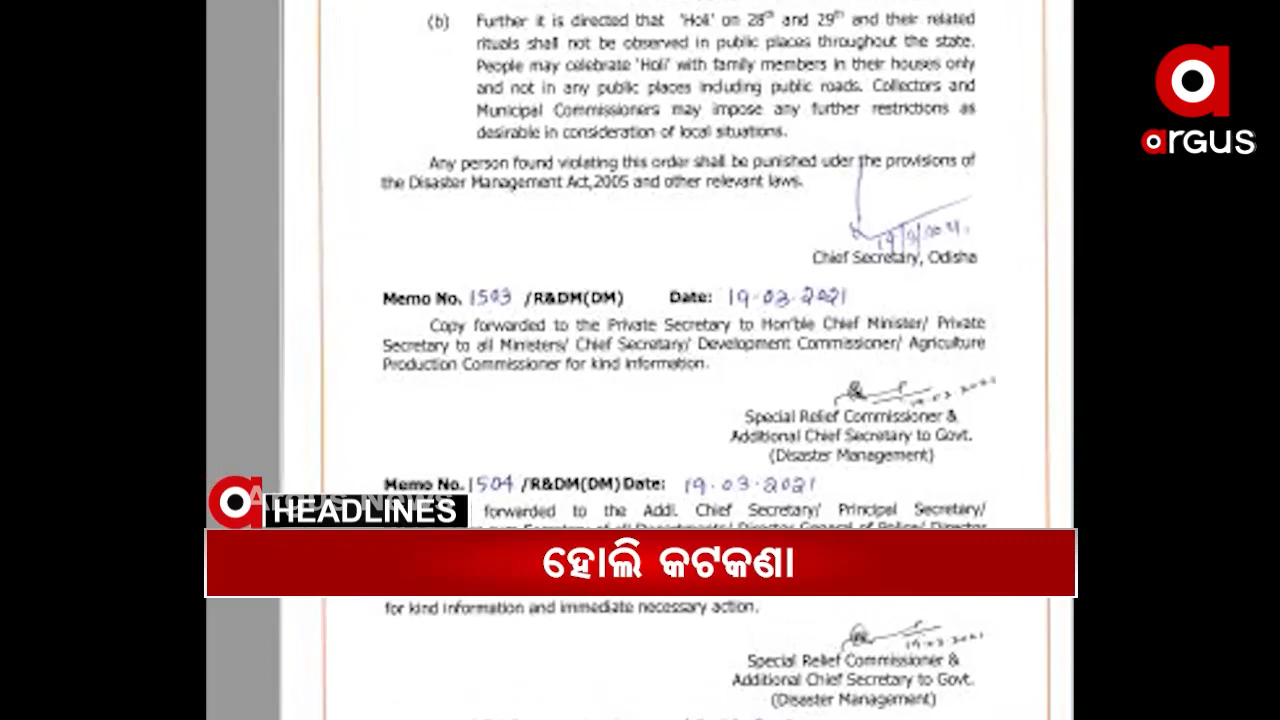 (b) Further it is directed that 'Holi' on 28th and 29th and their related
rituals shall not be observed in public places throughout the state.
People may celebrate 'Holi' with family members in their houses only
and not in any public places including public roads. Collectors and
Municipal Commissioners may impose any further restrictions as
desirable in consideration of local situations.
Any person found violating this order shall be punished uder the provisions of
the Disaster Management Act,2005 and other relevant laws.
Chief Secretary, Odisha
Memo No. 1503 /R&DM(DM) Date: 19-03-2021
Copy forwarded to the Private Secretary to Hon'ble Chief Minister/ Private
Secretary to all Ministers/ Chief Secretary/ Development Commissioner/ Agriculture
Production Commissioner for kind information.
19-03-2021
Special Relief Commissioner &
Additional Chief Secretary to Govt.
(Disaster Management)
Memo No. 1504 /R&DM(DM) Date: 19-03-2021
forwarded to the Addl. Chief Secretary/ Principal Secretary/
HEADLINES
ହୋଲି କଟକଣା
for kind information and immediate necessary action.
19-03-2021
Special Relief Commissioner &
Additional Chief Secretary to Govt.
(Disaster Management)
argus